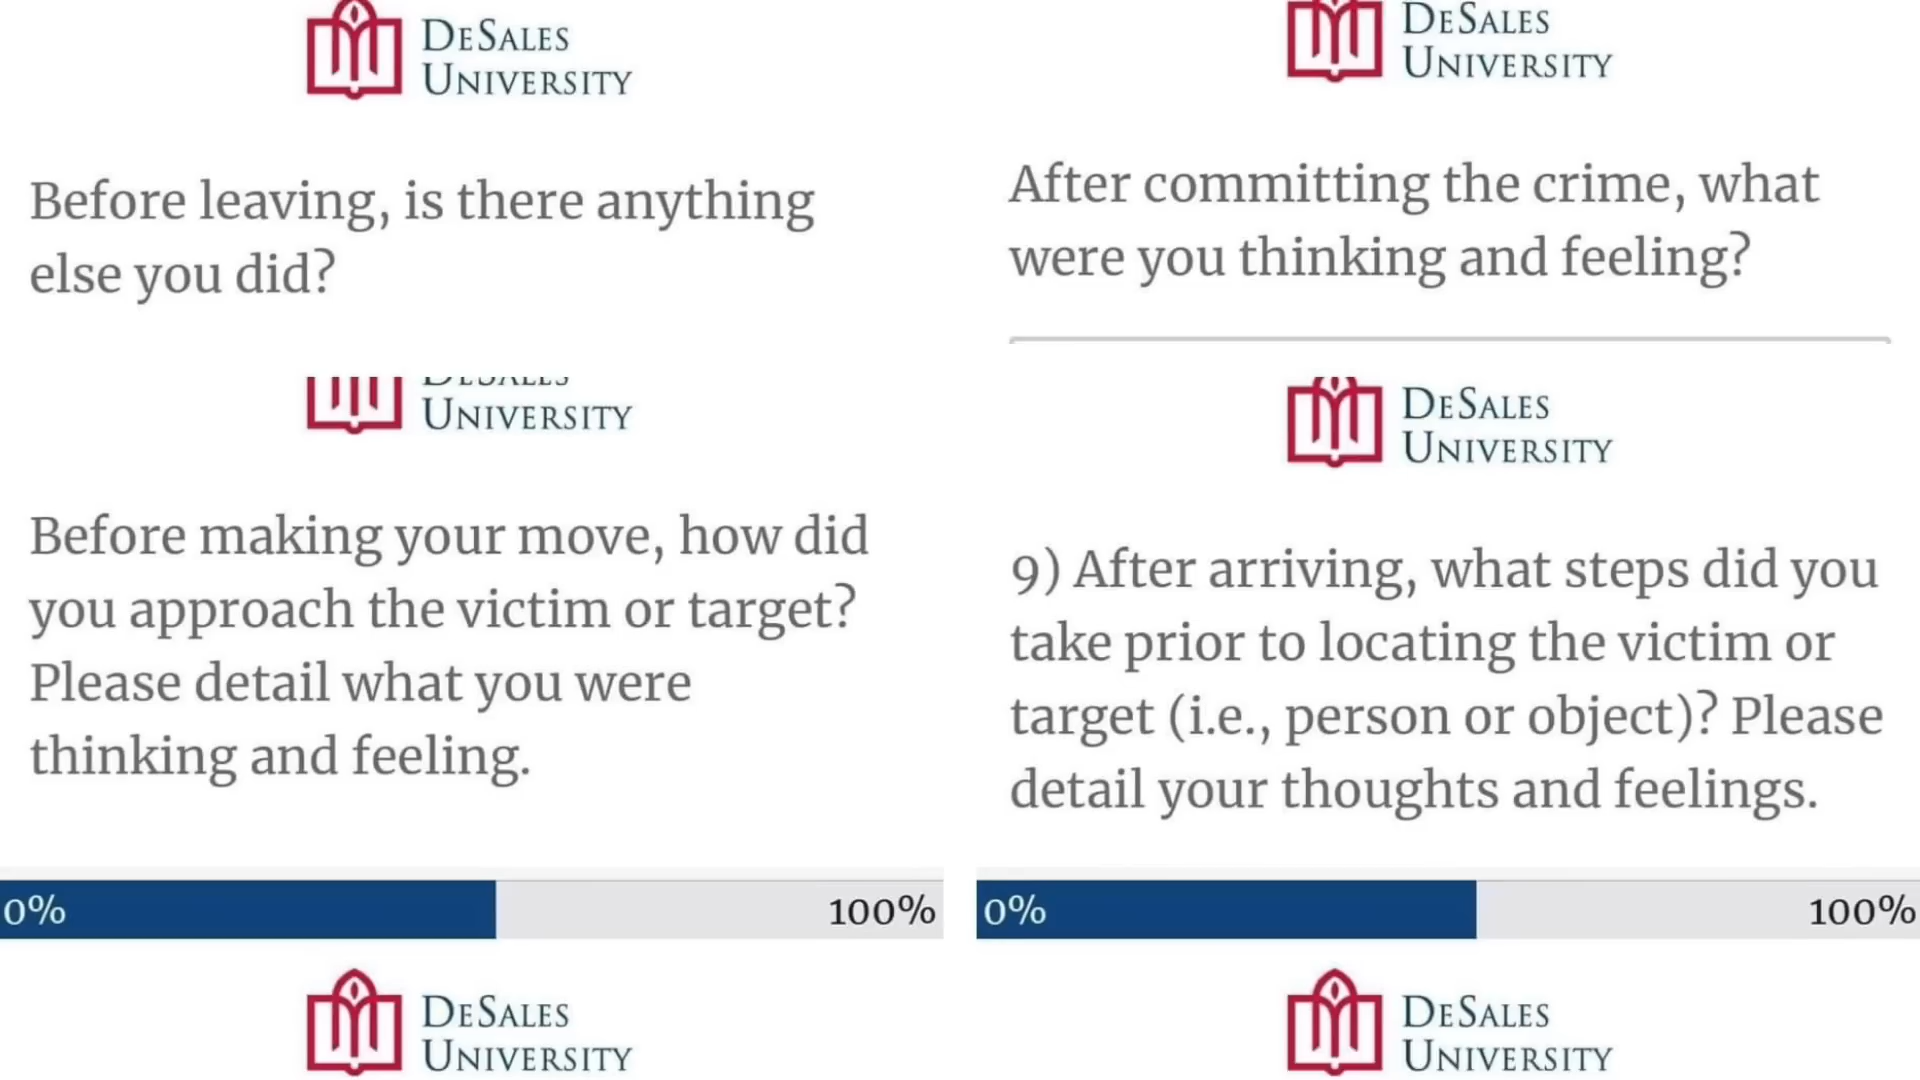 DeSales
University
Before leaving, is there anything
else you did?
DeSales
University
After committing the crime, what
were you thinking and feeling?
DeSales
University
Before making your move, how did
you approach the victim or target?
Please detail what you were
thinking and feeling.
0% 100%
DeSales
University
9) After arriving, what steps did you
take prior to locating the victim or
target (i.e., person or object)? Please
detail your thoughts and feelings.
0% 100%
DeSales
University
DeSales
University